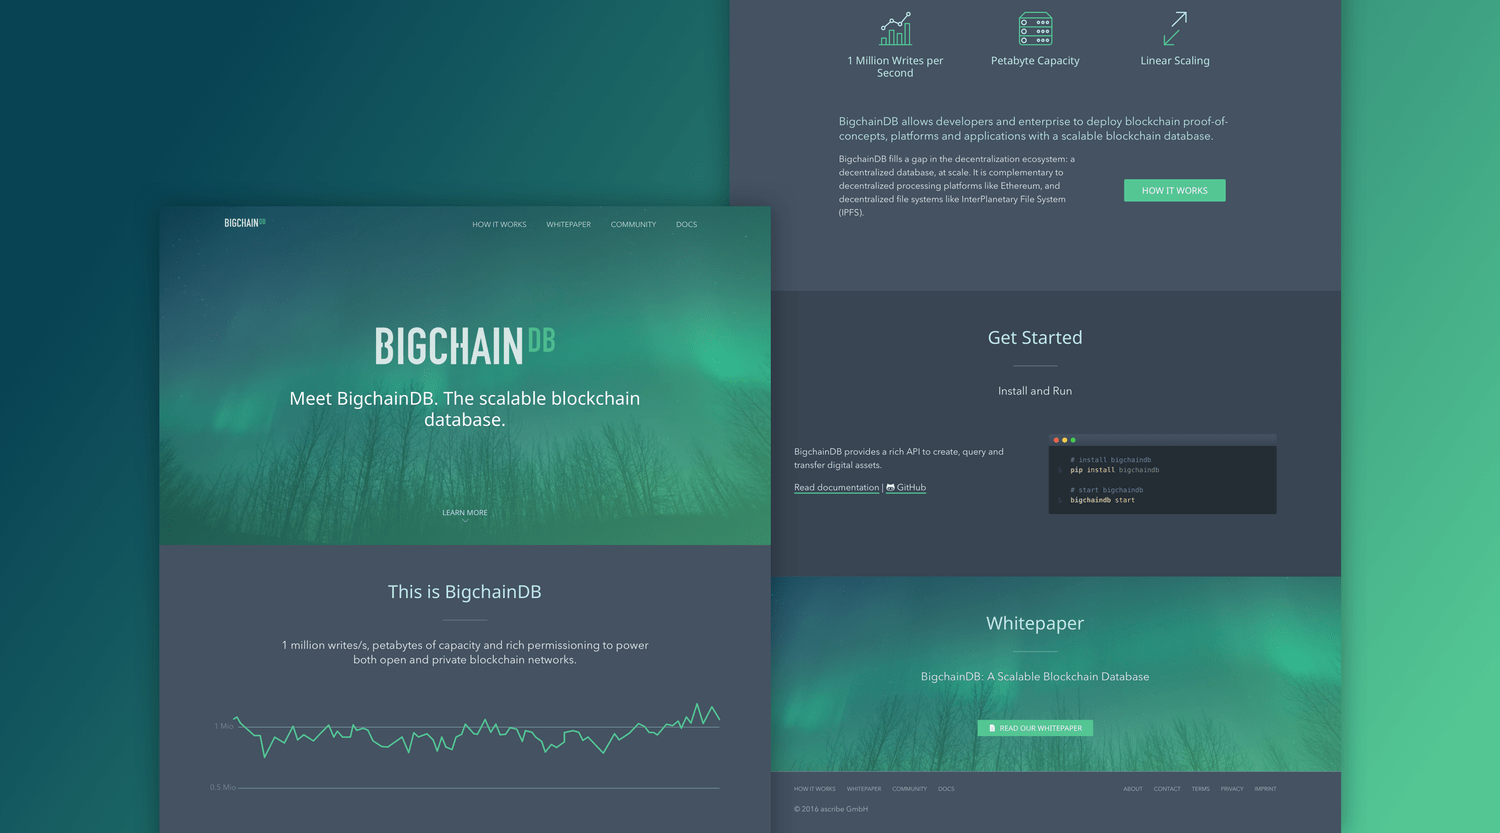 BIGCHAINDB
HOW IT WORKS
WHITEPAPER
COMMUNITY
DOCS
BIGCHAIN DB
Meet BigchainDB. The scalable blockchain
database.
LEARN MORE
This is BigchainDB
1 million writes/s, petabytes of capacity and rich permissioning to power
both open and private blockchain networks.
1 Mio
0.5 Mio
1 Million Writes per
Second
Petabyte Capacity
Linear Scaling
BigchainDB allows developers and enterprise to deploy blockchain proof-of-
concepts, platforms and applications with a scalable blockchain database.
BigchainDB fills a gap in the decentralization ecosystem: a
decentralized database, at scale. It is complementary to
decentralized processing platforms like Ethereum, and
decentralized file systems like InterPlanetary File System
(IPFS).
HOW IT WORKS
Get Started
Install and Run
BigchainDB provides a rich API to create, query and
transfer digital assets.
Read documentation | GitHub
# install bigchaindb
pip install bigchaindb
# start bigchaindb
bigchaindb start
Whitepaper
BigchainDB: A Scalable Blockchain Database
READ OUR WHITEPAPER
HOW IT WORKS
WHITEPAPER
COMMUNITY
DOCS
ABOUT
CONTACT
TERMS
PRIVACY
IMPRINT
© 2016 ascribe GmbH